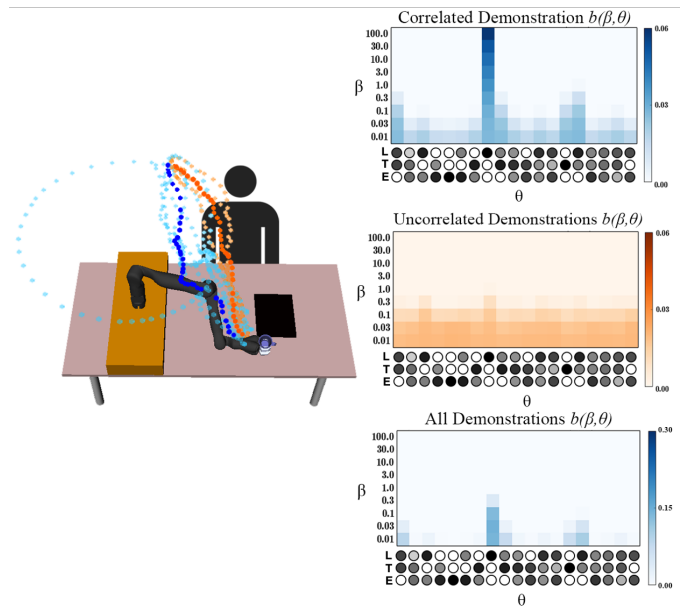 Correlated Demonstration b(β,θ)
100.0
30.0
10.0
3.0
1.0
0.3
0.1
0.03
0.01
β
0.06
0.03
0.00
L
T
E
θ
Uncorrelated Demonstrations b(β,θ)
100.0
30.0
10.0
3.0
1.0
0.3
0.1
0.03
0.01
β
0.06
0.03
0.00
L
T
E
θ
All Demonstrations b(β,θ)
100.0
30.0
10.0
3.0
1.0
0.3
0.1
0.03
0.01
β
0.30
0.15
0.00
L
T
E
θ